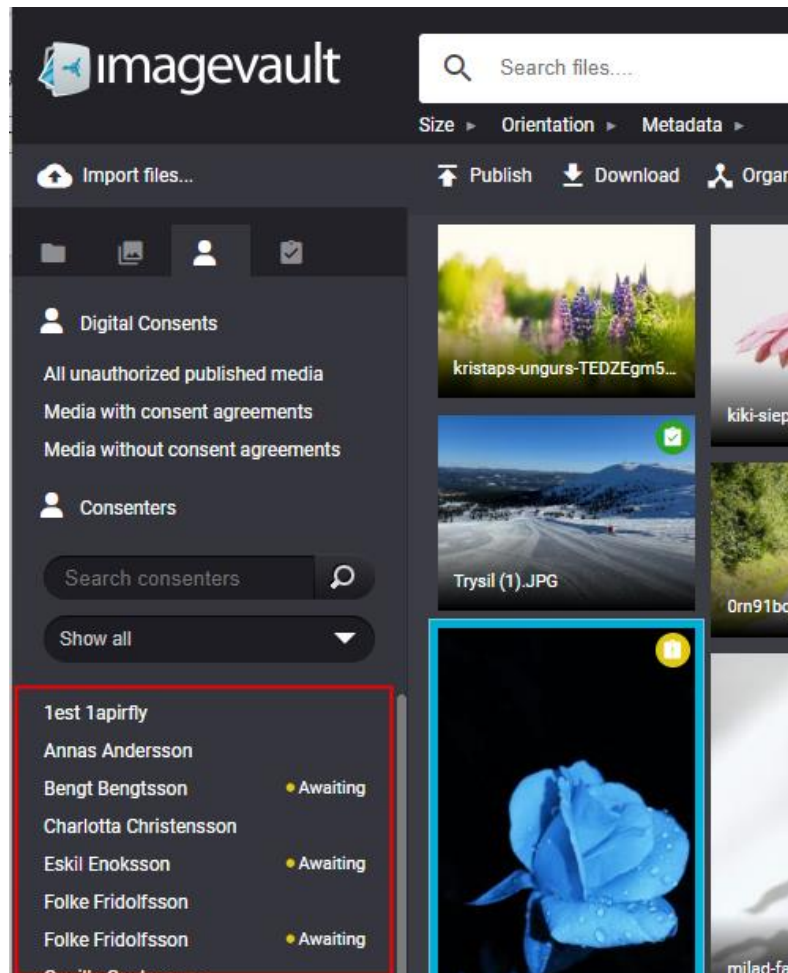 imagevault
Search files....
Size ▸ Orientation ▸ Metadata ▸
Import files...
Publish Download
Digital Consents
All unauthorized published media
Media with consent agreements
Media without consent agreements
Consenters
Search consenters
Show all
1est 1apirfly
Annas Andersson
Bengt Bengtsson Awaiting
Charlotta Christensson
Eskil Enoksson Awaiting
Folke Fridolfsson
Folke Fridolfsson Awaiting
kristaps-ungurs-TEDZEgm5...
kiki-siep
Trysil (1).JPG